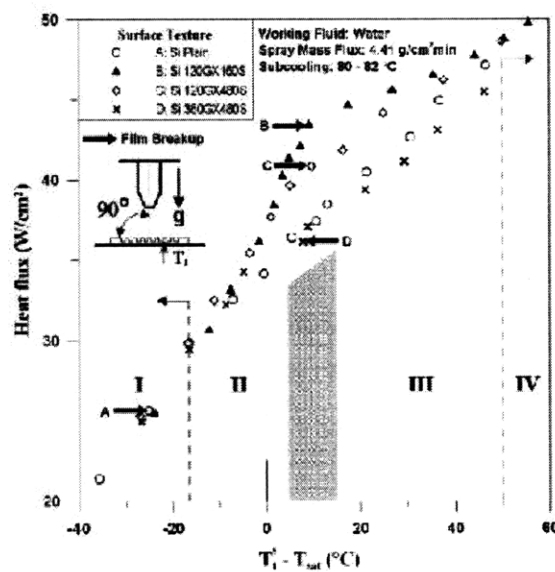 Surface Texture
A: Si Plain
B: Si 120GX160S
C: Si 120GX480S
D: Si 360GX480S
Film Breakup
Working Fluid: Water
Spray Mass Flux: 4.41 g/cm²min
Subcooling: 80 - 82 °C
90°
g
T₁
B
C
D
A
I
II
III
IV
Heat flux (W/cm²)
50
40
30
20
-40
-20
0
20
40
60
(°C)